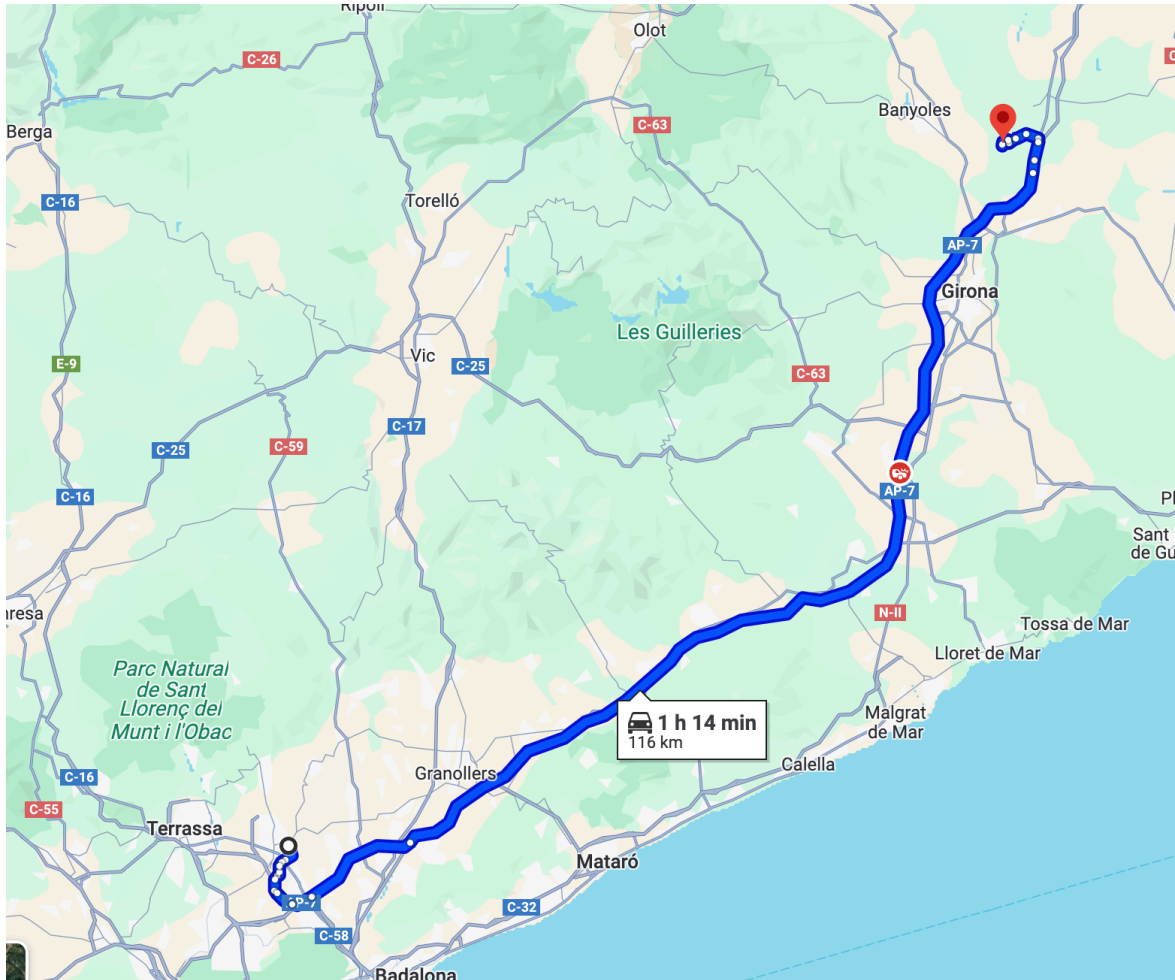 Ripoll
Olot
C-26
Banyoles
C-63
Berga
C-16
Torelló
AP-7
Girona
Les Guilleries
Vic
E-9
C-25
C-63
C-17
C-59
C-25
AP-7
C-16
Sant
de Gu
resa
N-II
Tossa de Mar
Lloret de Mar
Parc Natural
de Sant
Llorenç del
Munt i l'Obac
1 h 14 min
116 km
Malgrat
de Mar
Calella
Granollers
C-16
C-55
Terrassa
Mataró
AP-7
C-32
C-58
Badalona